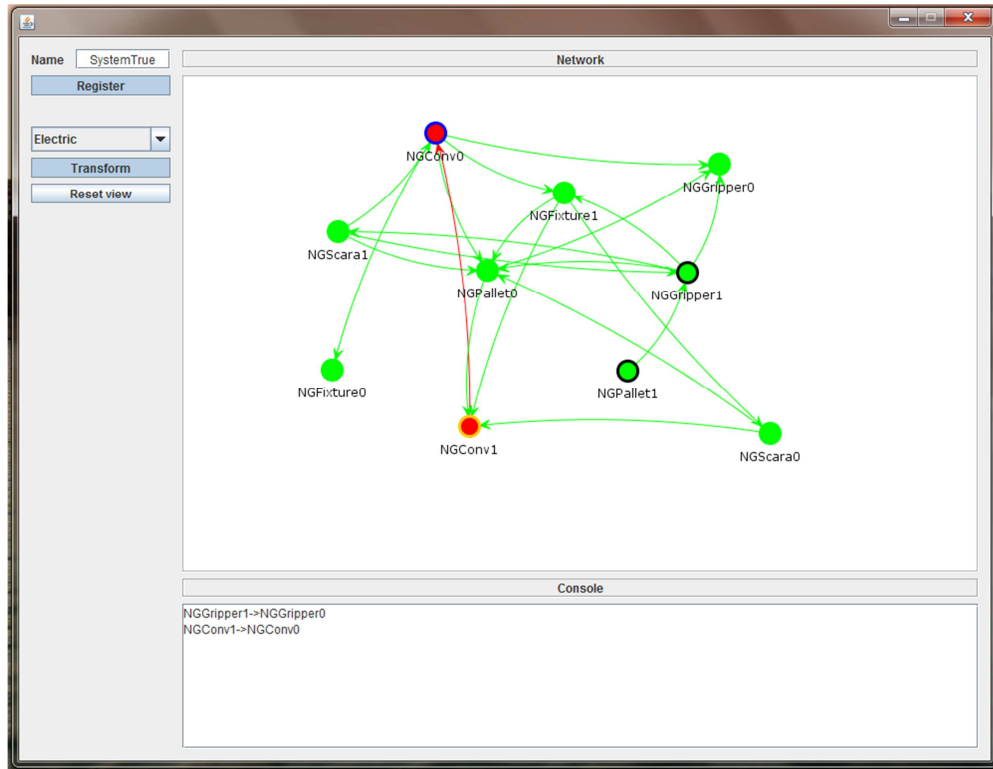 Name SystemTrue
Register
Electric
Transform
Reset view
Network
NGConv0
NGGripper0
NGFixture1
NGScara1
NGPallet0
NGGripper1
NGFixture0
NGPallet1
NGConv1
NGScara0
Console
NGGripper1->NGGripper0
NGConv1->NGConv0